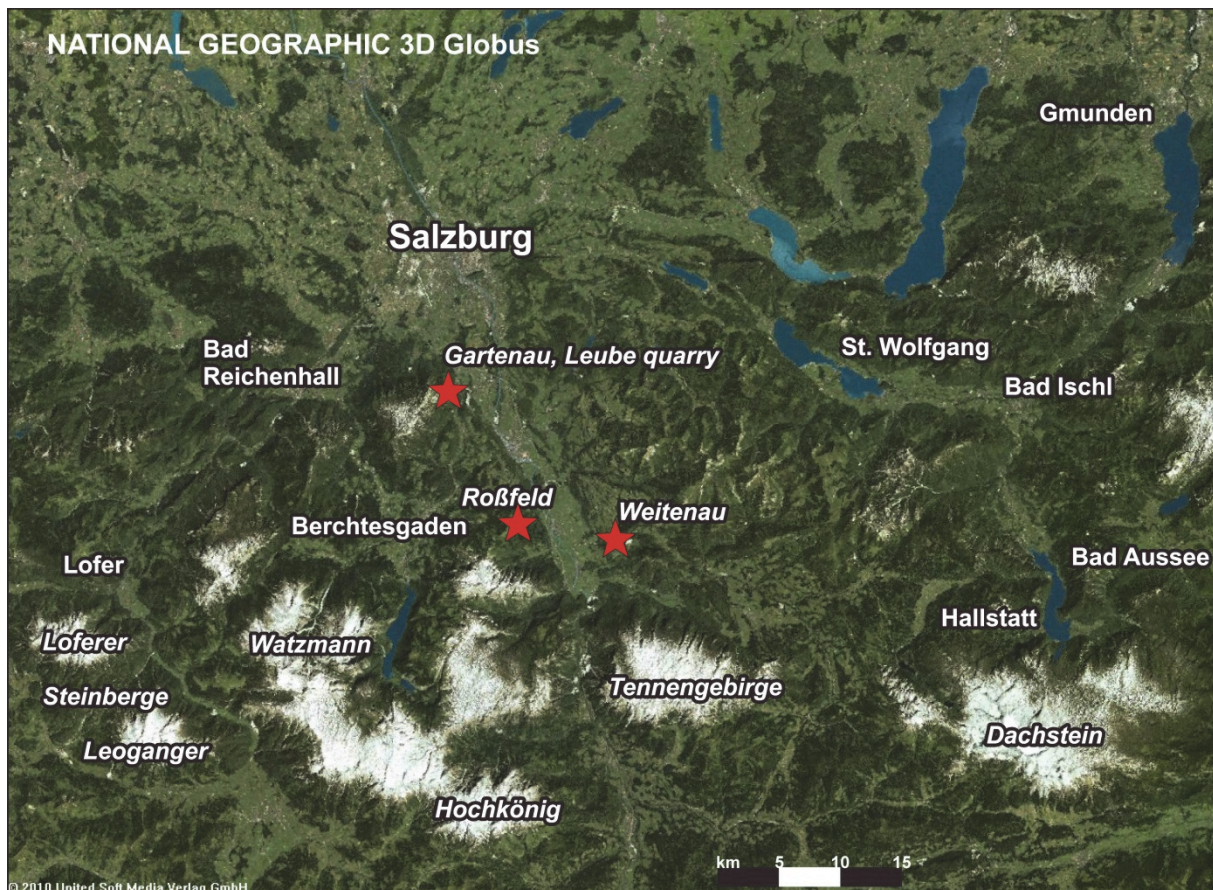 NATIONAL GEOGRAPHIC 3D Globus
Gmunden
Salzburg
Bad
Reichenhall
Gartenau, Leube quarry
St. Wolfgang
Bad Ischl
Roßfeld
Weitenau
Berchtesgaden
Lofer
Bad Aussee
Hallstatt
Loferer
Steinberge
Watzmann
Tennengebirge
Leoganger
Dachstein
Hochkönig
km 5 10 15
© 2010 United Soft Media Verlag GmbH